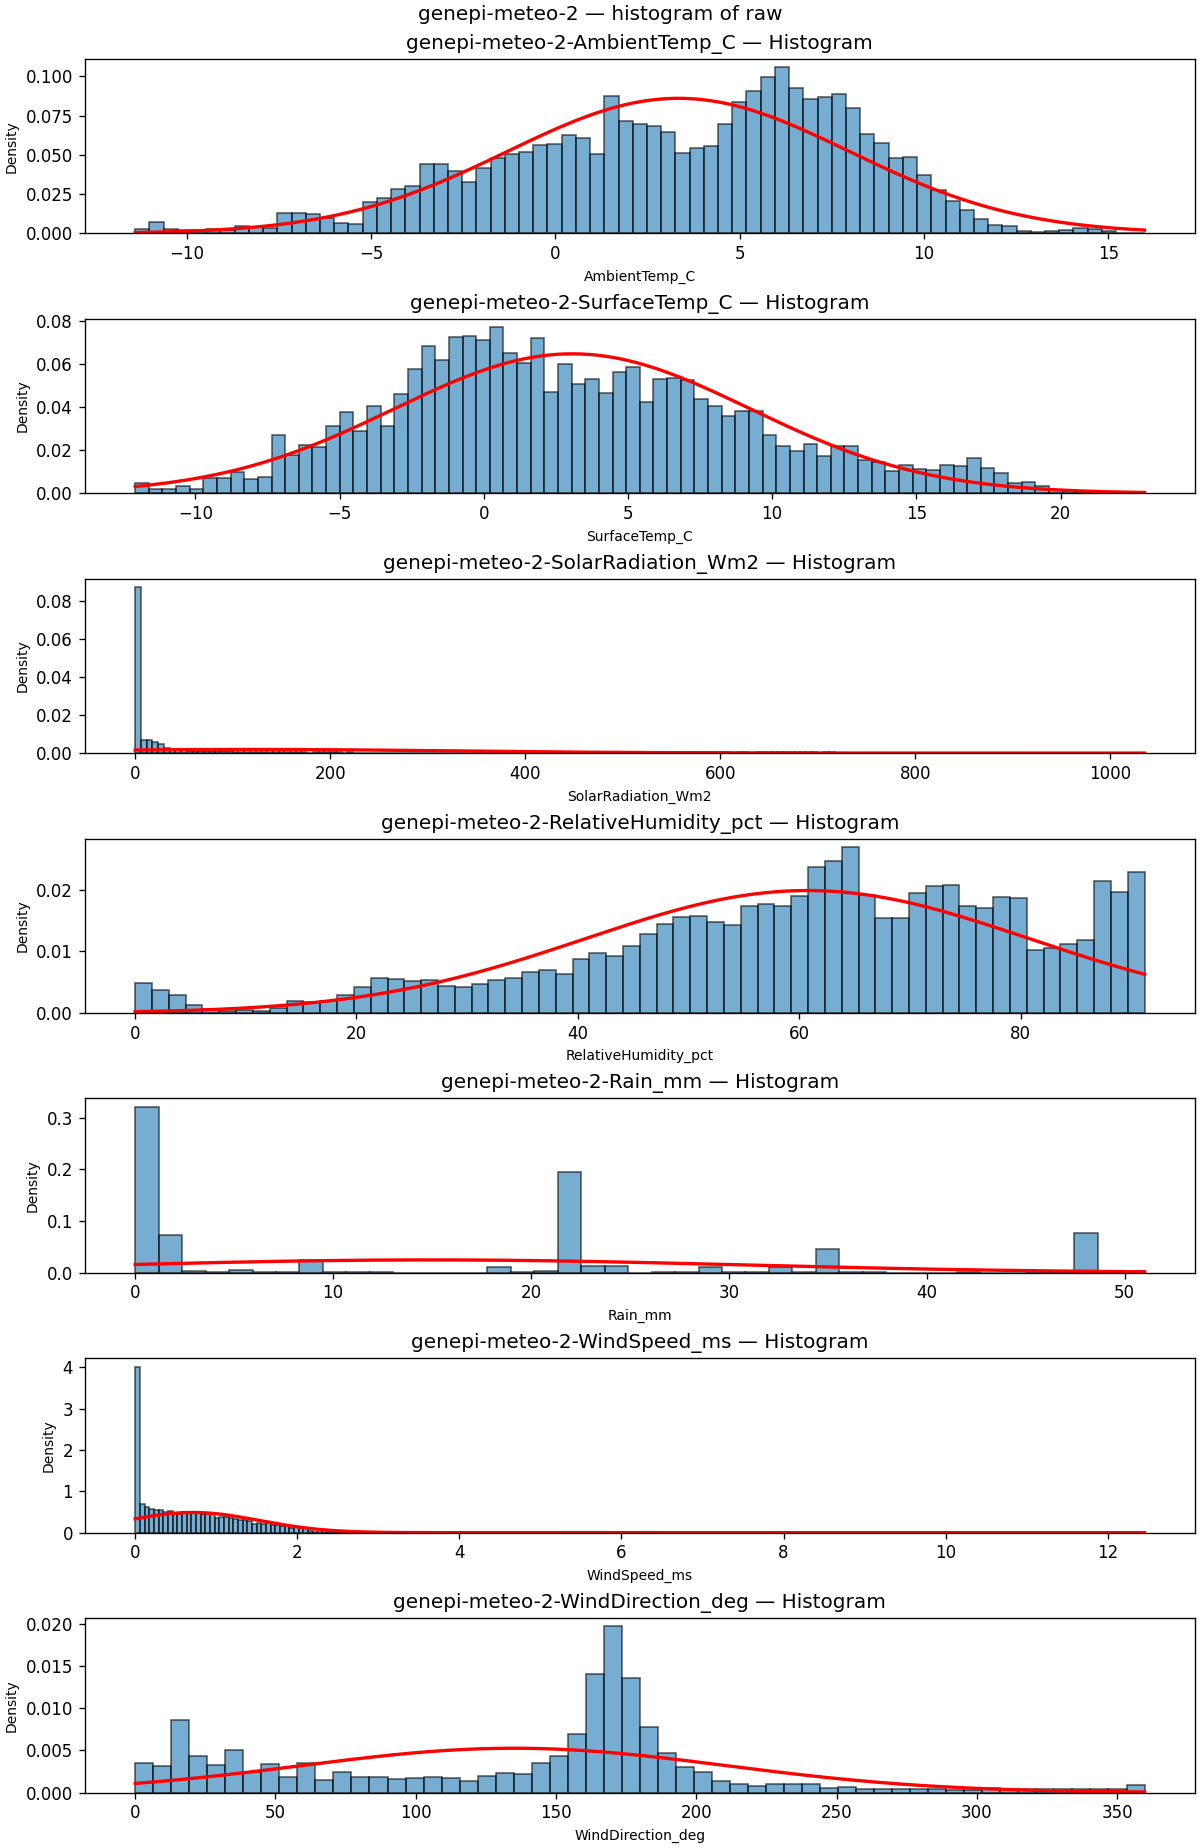 genepi-meteo-2 — histogram of raw
genepi-meteo-2-AmbientTemp_C — Histogram
0.100
0.075
0.050
0.025
0.000
Density
−10 −5 0 5 10 15
AmbientTemp_C
genepi-meteo-2-SurfaceTemp_C — Histogram
0.08
0.06
0.04
0.02
0.00
Density
−10 −5 0 5 10 15 20
SurfaceTemp_C
genepi-meteo-2-SolarRadiation_Wm2 — Histogram
0.08
0.06
0.04
0.02
0.00
Density
0 200 400 600 800 1000
SolarRadiation_Wm2
genepi-meteo-2-RelativeHumidity_pct — Histogram
0.02
0.01
0.00
Density
0 20 40 60 80
RelativeHumidity_pct
genepi-meteo-2-Rain_mm — Histogram
0.3
0.2
0.1
0.0
Density
0 10 20 30 40 50
Rain_mm
genepi-meteo-2-WindSpeed_ms — Histogram
4
3
2
1
0
Density
0 2 4 6 8 10 12
WindSpeed_ms
genepi-meteo-2-WindDirection_deg — Histogram
0.020
0.015
0.010
0.005
0.000
Density
0 50 100 150 200 250 300 350
WindDirection_deg